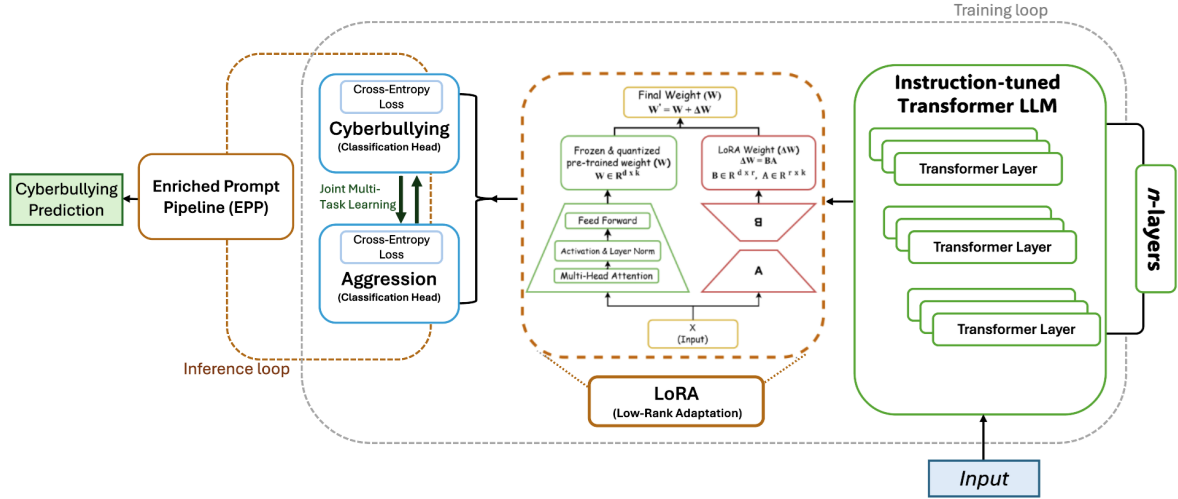 Training loop
Instruction-tuned
Transformer LLM
Transformer Layer
Transformer Layer
Transformer Layer
n-layers
Input
Final Weight (W)
W' = W + ΔW
Frozen & quantized
pre-trained weight (W)
W ∈ R^{d x k}
LoRA Weight (ΔW)
ΔW = BA
B ∈ R^{d x r}, A ∈ R^{r x k}
Feed Forward
Activation & Layer Norm
Multi-Head Attention
B
A
X
(Input)
LoRA
(Low-Rank Adaptation)
Cross-Entropy
Loss
Cyberbullying
(Classification Head)
Joint Multi-
Task Learning
Cross-Entropy
Loss
Aggression
(Classification Head)
Enriched Prompt
Pipeline (EPP)
Cyberbullying
Prediction
Inference loop